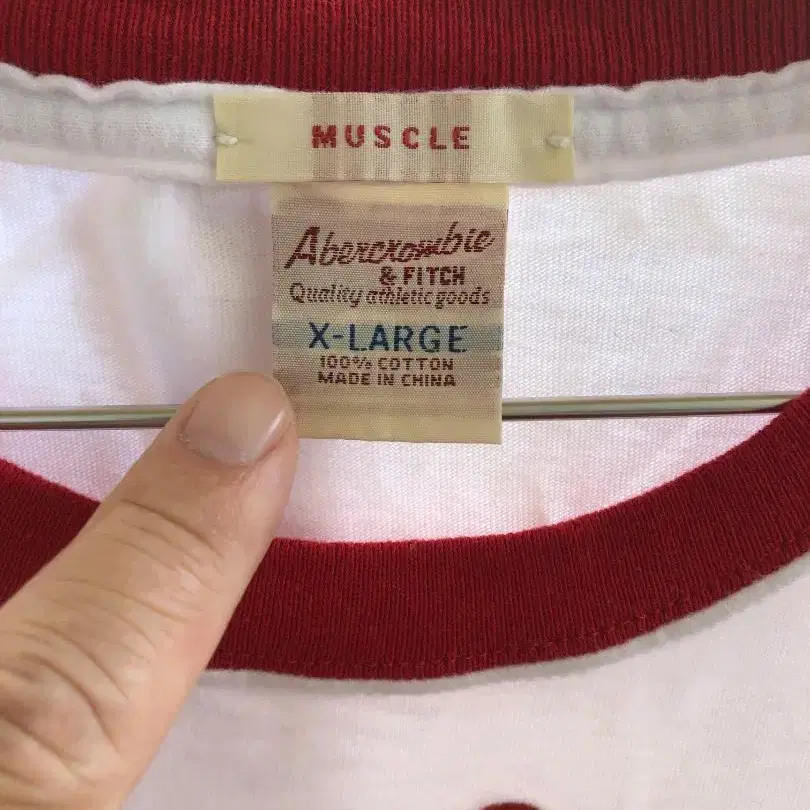 MUSCLE
Abercrombie
& FITCH
Quality athletic goods
X-LARGE
100% COTTON
MADE IN CHINA